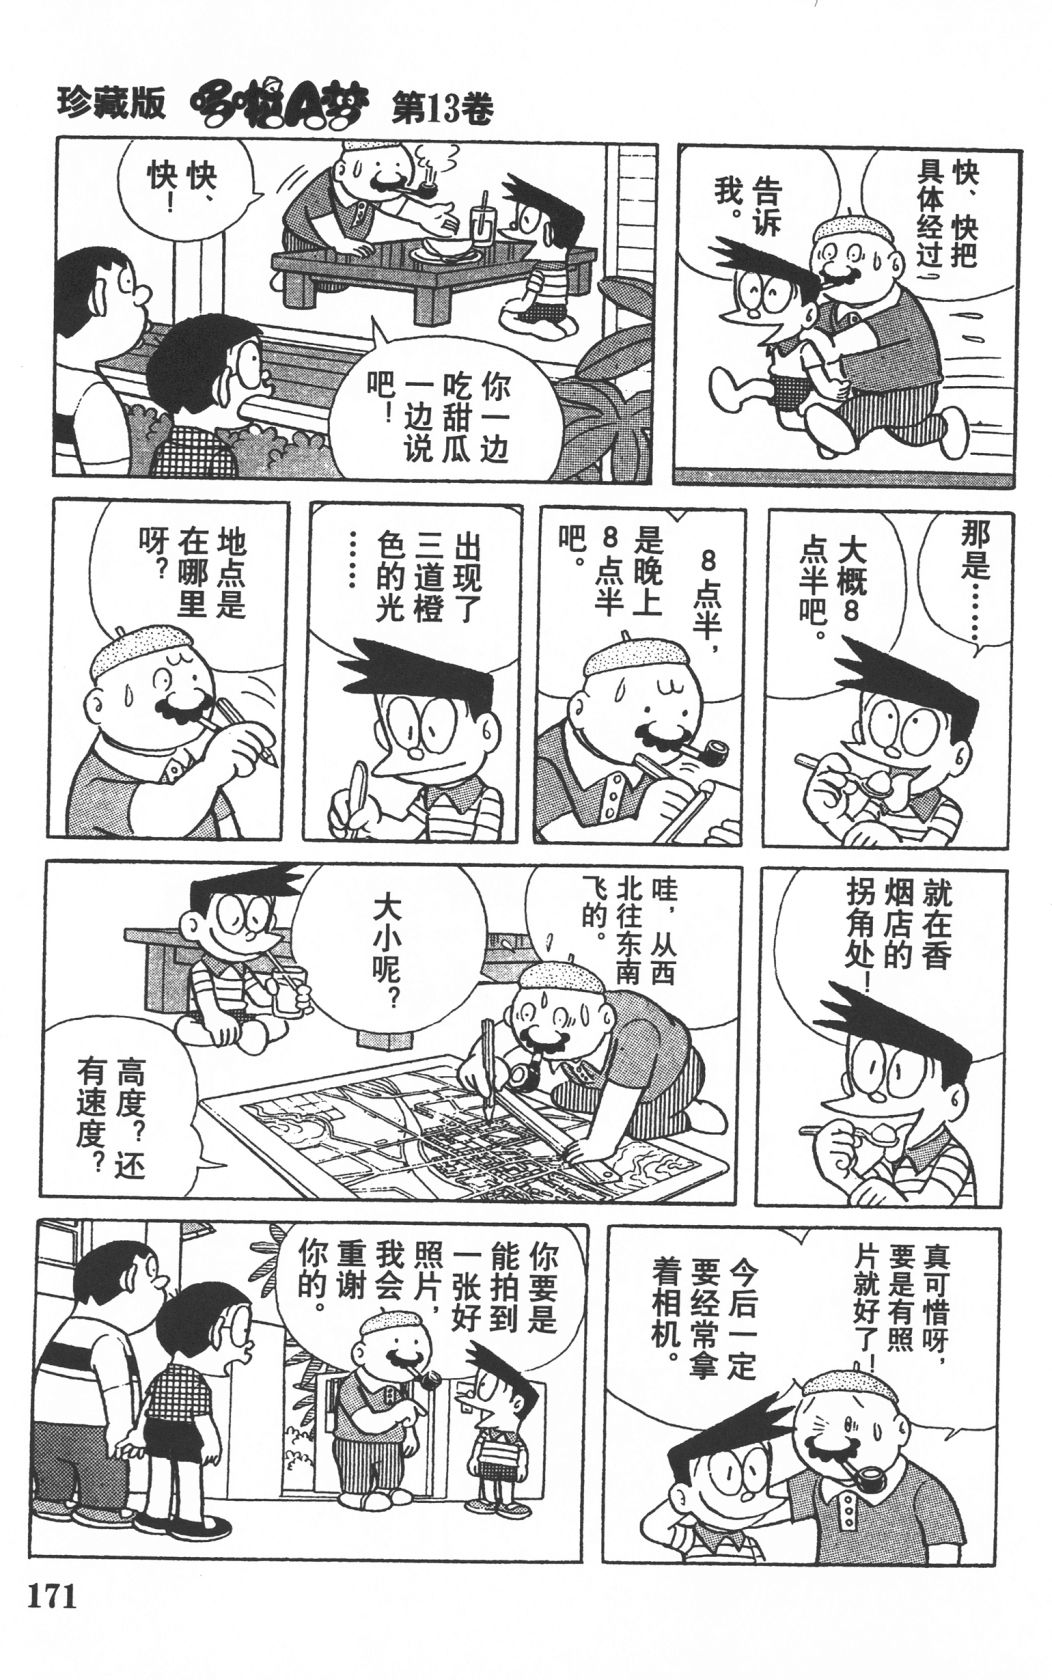 珍藏版 哆啦A梦 第13卷
快、快把
具体经过
告诉
我。
快、
快！
你一边
吃甜瓜
一边说
吧！
那是……
大概8
点半吧。
8点半，
是晚上
8点半
吧。
出现了
三道橙
色的光
……
地点是
在哪里
呀？
就在香
烟店的
拐角处！
哇，从西
北往东南
飞的。
大小呢？
高度？还
有速度？
真可惜呀，
要是有照
片就好了！
今后一定
要经常拿
着相机。
你要是
能拍到
一张好
照片，
我会
重谢
你的。
171